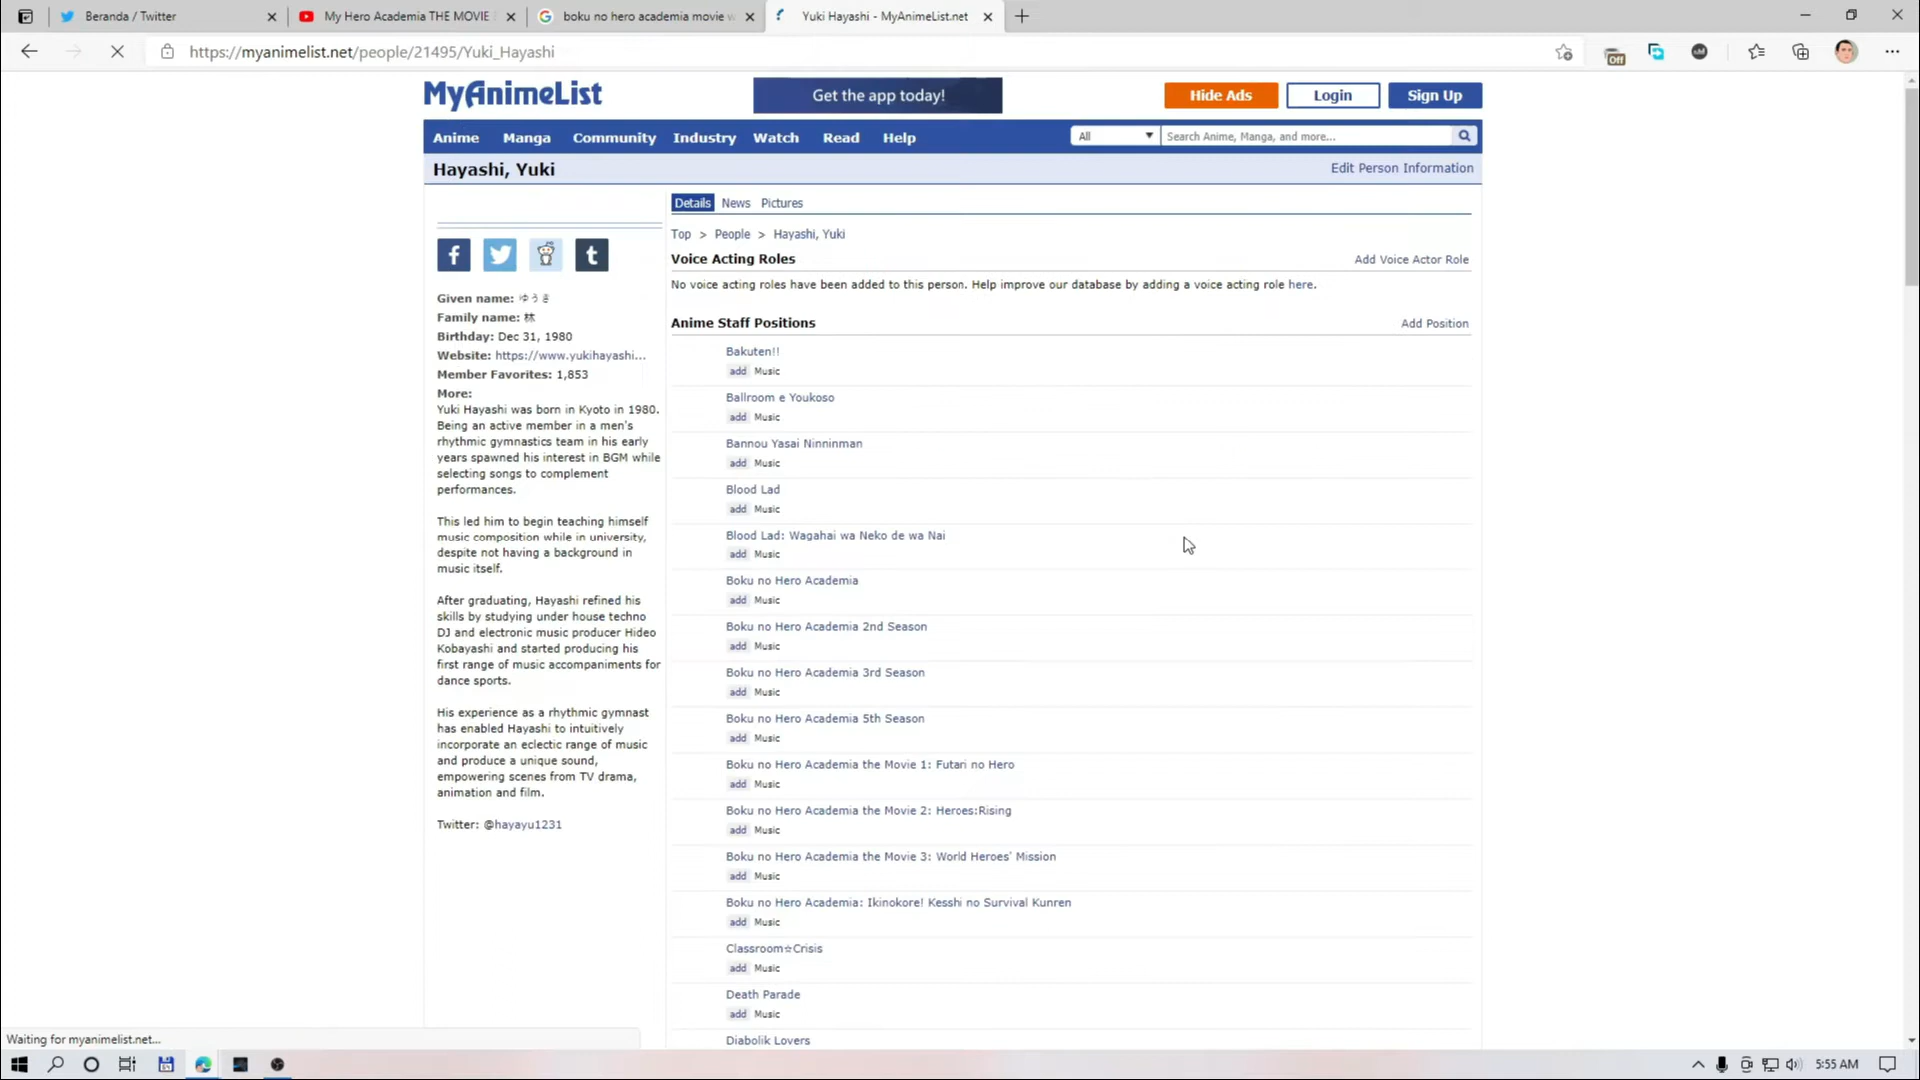 Beranda / Twitter
My Hero Academia THE MOVIE
boku no hero academia movie w
Yuki Hayashi - MyAnimeList.net
https://myanimelist.net/people/21495/Yuki_Hayashi
Off
MyAnimeList
Get the app today!
Hide Ads
Login
Sign Up
Anime
Manga
Community
Industry
Watch
Read
Help
All
Search Anime, Manga, and more...
Hayashi, Yuki
Edit Person Information
Details
News
Pictures
Top > People > Hayashi, Yuki
Voice Acting Roles
Add Voice Actor Role
No voice acting roles have been added to this person. Help improve our database by adding a voice acting role here.
Given name: ゆうき
Family name: 林
Birthday: Dec 31, 1980
Website: https://www.yukihayashi...
Member Favorites: 1,853
More:
Yuki Hayashi was born in Kyoto in 1980.
Being an active member in a men's
rhythmic gymnastics team in his early
years spawned his interest in BGM while
selecting songs to complement
performances.
This led him to begin teaching himself
music composition while in university,
despite not having a background in
music itself.
After graduating, Hayashi refined his
skills by studying under house techno
DJ and electronic music producer Hideo
Kobayashi and started producing his
first range of music accompaniments for
dance sports.
His experience as a rhythmic gymnast
has enabled Hayashi to intuitively
incorporate an eclectic range of music
and produce a unique sound,
empowering scenes from TV drama,
animation and film.
Twitter: @hayayu1231
Anime Staff Positions
Add Position
Bakuten!!
add Music
Ballroom e Youkoso
add Music
Bannou Yasai Ninninman
add Music
Blood Lad
add Music
Blood Lad: Wagahai wa Neko de wa Nai
add Music
Boku no Hero Academia
add Music
Boku no Hero Academia 2nd Season
add Music
Boku no Hero Academia 3rd Season
add Music
Boku no Hero Academia 5th Season
add Music
Boku no Hero Academia the Movie 1: Futari no Hero
add Music
Boku no Hero Academia the Movie 2: Heroes:Rising
add Music
Boku no Hero Academia the Movie 3: World Heroes' Mission
add Music
Boku no Hero Academia: Ikinokore! Kesshi no Survival Kunren
add Music
Classroom☆Crisis
add Music
Death Parade
add Music
Diabolik Lovers
Waiting for myanimelist.net...
5:55 AM